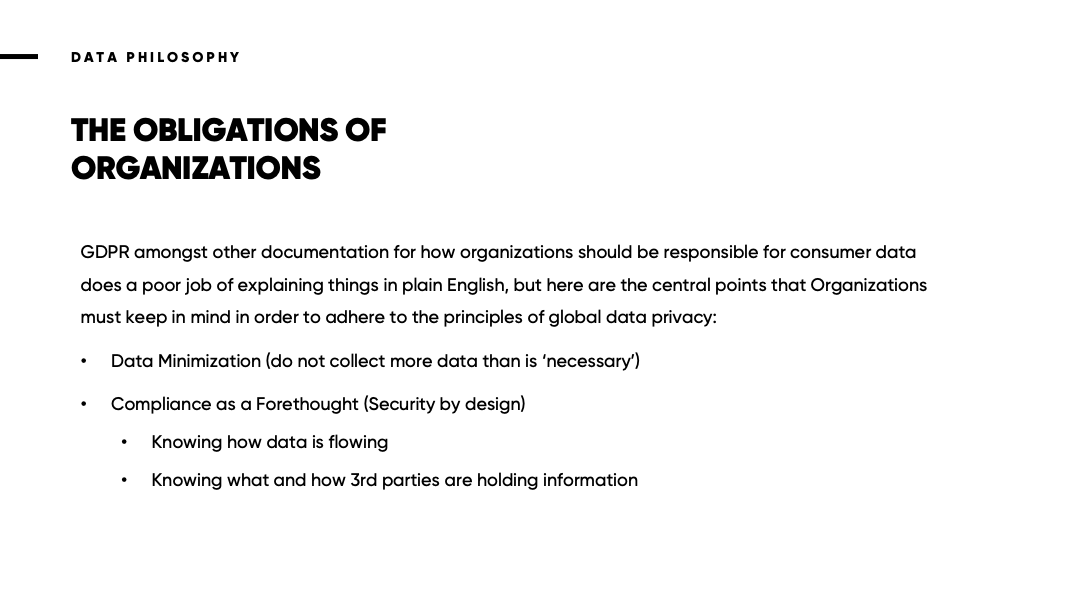 DATA PHILOSOPHY
THE OBLIGATIONS OF
ORGANIZATIONS
GDPR amongst other documentation for how organizations should be responsible for consumer data
does a poor job of explaining things in plain English, but here are the central points that Organizations
must keep in mind in order to adhere to the principles of global data privacy:
• Data Minimization (do not collect more data than is ‘necessary’)
• Compliance as a Forethought (Security by design)
• Knowing how data is flowing
• Knowing what and how 3rd parties are holding information